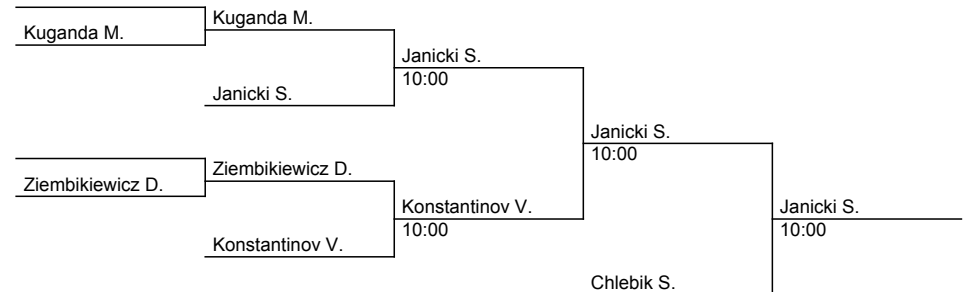 Kuganda M.
Kuganda M.
Janicki S.
10:00
Janicki S.
Janicki S.
10:00
Ziembikiewicz D.
Ziembikiewicz D.
Konstantinov V.
10:00
Janicki S.
10:00
Konstantinov V.
Chlebik S.